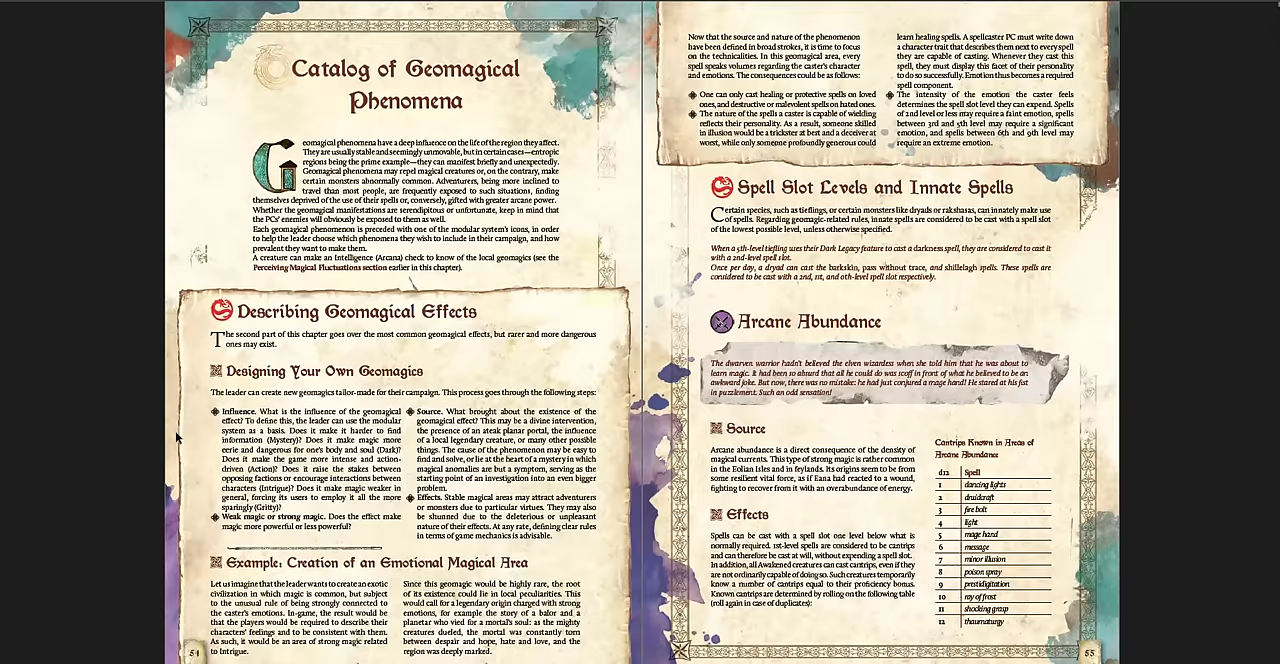 Catalog of Geomagical
Phenomena
Geomagical phenomena have a deep influence on the life of the region they affect.
They are usually stable and seemingly unmovable, but in certain cases—entropic
regions being the prime example—they can manifest briefly and unexpectedly.
Geomagical phenomena may repel magical creatures or, on the contrary, make
certain monsters abnormally common. Adventurers, being more inclined to
travel than most people, are frequently exposed to such situations, finding
themselves deprived of the use of their spells or, conversely, gifted with greater arcane power.
Whether the geomagical manifestations are serendipitous or unfortunate, keep in mind that
the PCs' enemies will obviously be exposed to them as well.
Each geomagical phenomenon is preceded with one of the modular system's icons, in order
to help the leader choose which phenomena they wish to include in their campaign, and how
prevalent they want to make them.
A creature can make an Intelligence (Arcana) check to know of the local geomagics (see the
Perceiving Magical Fluctuations section earlier in this chapter).
Describing Geomagical Effects
The second part of this chapter goes over the most common geomagical effects, but rarer and more dangerous
ones may exist.
Designing Your Own Geomagics
The leader can create new geomagics tailor-made for their campaign. This process goes through the following steps:
Influence. What is the influence of the geomagical
effect? To define this, the leader can use the modular
system as a basis. Does it make it harder to find
information (Mystery)? Does it make magic more
eerie and dangerous for one's body and soul (Dark)?
Does it make the game more intense and action-
driven (Action)? Does it raise the stakes between
opposing factions or encourage interactions between
characters (Intrigue)? Does it make magic weaker in
general, forcing its users to employ it all the more
sparingly (Gritty)?
Weak magic or strong magic. Does the effect make
magic more powerful or less powerful?
Source. What brought about the existence of the
geomagical effect? This may be a divine intervention,
the presence of an ateak planar portal, the influence
of a local legendary creature, or many other possible
things. The cause of the phenomenon may be easy to
find and solve, or lie at the heart of a mystery in which
magical anomalies are but a symptom, serving as the
starting point of an investigation into an even bigger
problem.
Effects. Stable magical areas may attract adventurers
or monsters due to particular virtues. They may also
be shunned due to the deleterious or unpleasant
nature of their effects. At any rate, defining clear rules
in terms of game mechanics is advisable.
Example: Creation of an Emotional Magical Area
Let us imagine that the leader wants to create an exotic
civilization in which magic is common, but subject
to the unusual rule of being strongly connected to
the caster's emotions. In-game, the result would be
that the players would be required to describe their
characters' feelings and to be consistent with them.
As such, it would be an area of strong magic related
to Intrigue.
Since this geomagic would be highly rare, the root
of its existence could lie in local peculiarities. This
would call for a legendary origin charged with strong
emotions, for example the story of a balor and a
planetar who vied for a mortal's soul: as the mighty
creatures dueled, the mortal was constantly torn
between despair and hope, hate and love, and the
region was deeply marked.
54
Now that the source and nature of the phenomenon
have been defined in broad strokes, it is time to focus
on the technicalities. In this geomagical area, every
spell speaks volumes regarding the caster's character
and emotions. The consequences could be as follows:
One can only cast healing or protective spells on loved
ones, and destructive or malevolent spells on hated ones.
The nature of the spells a caster is capable of wielding
reflects their personality. As a result, someone skilled
in illusion would be a trickster at best and a deceiver at
worst, while only someone profoundly generous could
learn healing spells. A spellcaster PC must write down
a character trait that describes them next to every spell
they are capable of casting. Whenever they cast this
spell, they must display this facet of their personality
to do so successfully. Emotion thus becomes a required
spell component.
The intensity of the emotion the caster feels
determines the spell slot level they can expend. Spells
of 2nd level or less may require a faint emotion, spells
between 3rd and 5th level may require a significant
emotion, and spells between 6th and 9th level may
require an extreme emotion.
Spell Slot Levels and Innate Spells
Certain species, such as tieflings, or certain monsters like dryads or rakshasas, can innately make use
of spells. Regarding geomagic-related rules, innate spells are considered to be cast with a spell slot
of the lowest possible level, unless otherwise specified.
When a 5th-level tiefling uses their Dark Legacy feature to cast a darkness spell, they are considered to cast it
with a 2nd-level spell slot.
Once per day, a dryad can cast the barkskin, pass without trace, and shillelagh spells. These spells are
considered to be cast with a 2nd, 1st, and 0th-level spell slot respectively.
Arcane Abundance
The dwarven warrior hadn't believed the elven wizardess when she told him that he was about to
learn magic. It had been so absurd that all he could do was scoff in front of what he believed to be an
awkward joke. But now, there was no mistake: he had just conjured a mage hand! He stared at his fist
in puzzlement. Such an odd sensation!
Source
Arcane abundance is a direct consequence of the density of
magical currents. This type of strong magic is rather common
in the Eolian Isles and in feylands. Its origins seem to be from
some resilient vital force, as if Eana had reacted to a wound,
fighting to recover from it with an overabundance of energy.
Effects
Spells can be cast with a spell slot one level below what is
normally required. 1st-level spells are considered to be cantrips
and can therefore be cast at will, without expending a spell slot.
In addition, all Awakened creatures can cast cantrips, even if they
are not ordinarily capable of doing so. Such creatures temporarily
know a number of cantrips equal to their proficiency bonus.
Known cantrips are determined by rolling on the following table
(roll again in case of duplicates):
Cantrips Known in Areas of
Arcane Abundance
d12 Spell
1 dancing lights
2 druidcraft
3 fire bolt
4 light
5 mage hand
6 message
7 minor illusion
8 poison spray
9 prestidigitation
10 ray of frost
11 shocking grasp
12 thaumaturgy
55